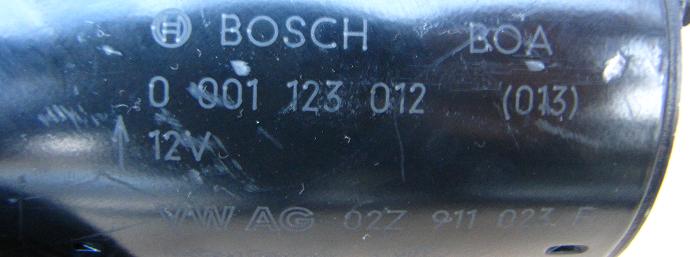 BOSCH BOA
0 001 123 012 (013)
12V
VW AG 02Z 911 023 F